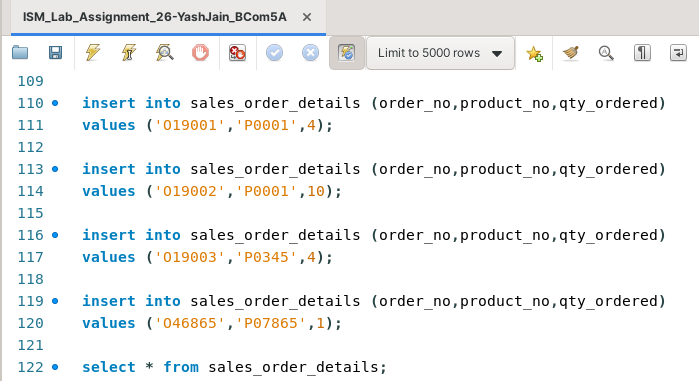 ISM_Lab_Assignment_26-YashJain_BCom5A ×
Limit to 5000 rows
109
110 insert into sales_order_details (order_no,product_no,qty_ordered)
111 values ('O19001','P0001',4);
112
113 insert into sales_order_details (order_no,product_no,qty_ordered)
114 values ('O19002','P0001',10);
115
116 insert into sales_order_details (order_no,product_no,qty_ordered)
117 values ('O19003','P0345',4);
118
119 insert into sales_order_details (order_no,product_no,qty_ordered)
120 values ('O46865','P07865',1);
121
122 select * from sales_order_details;